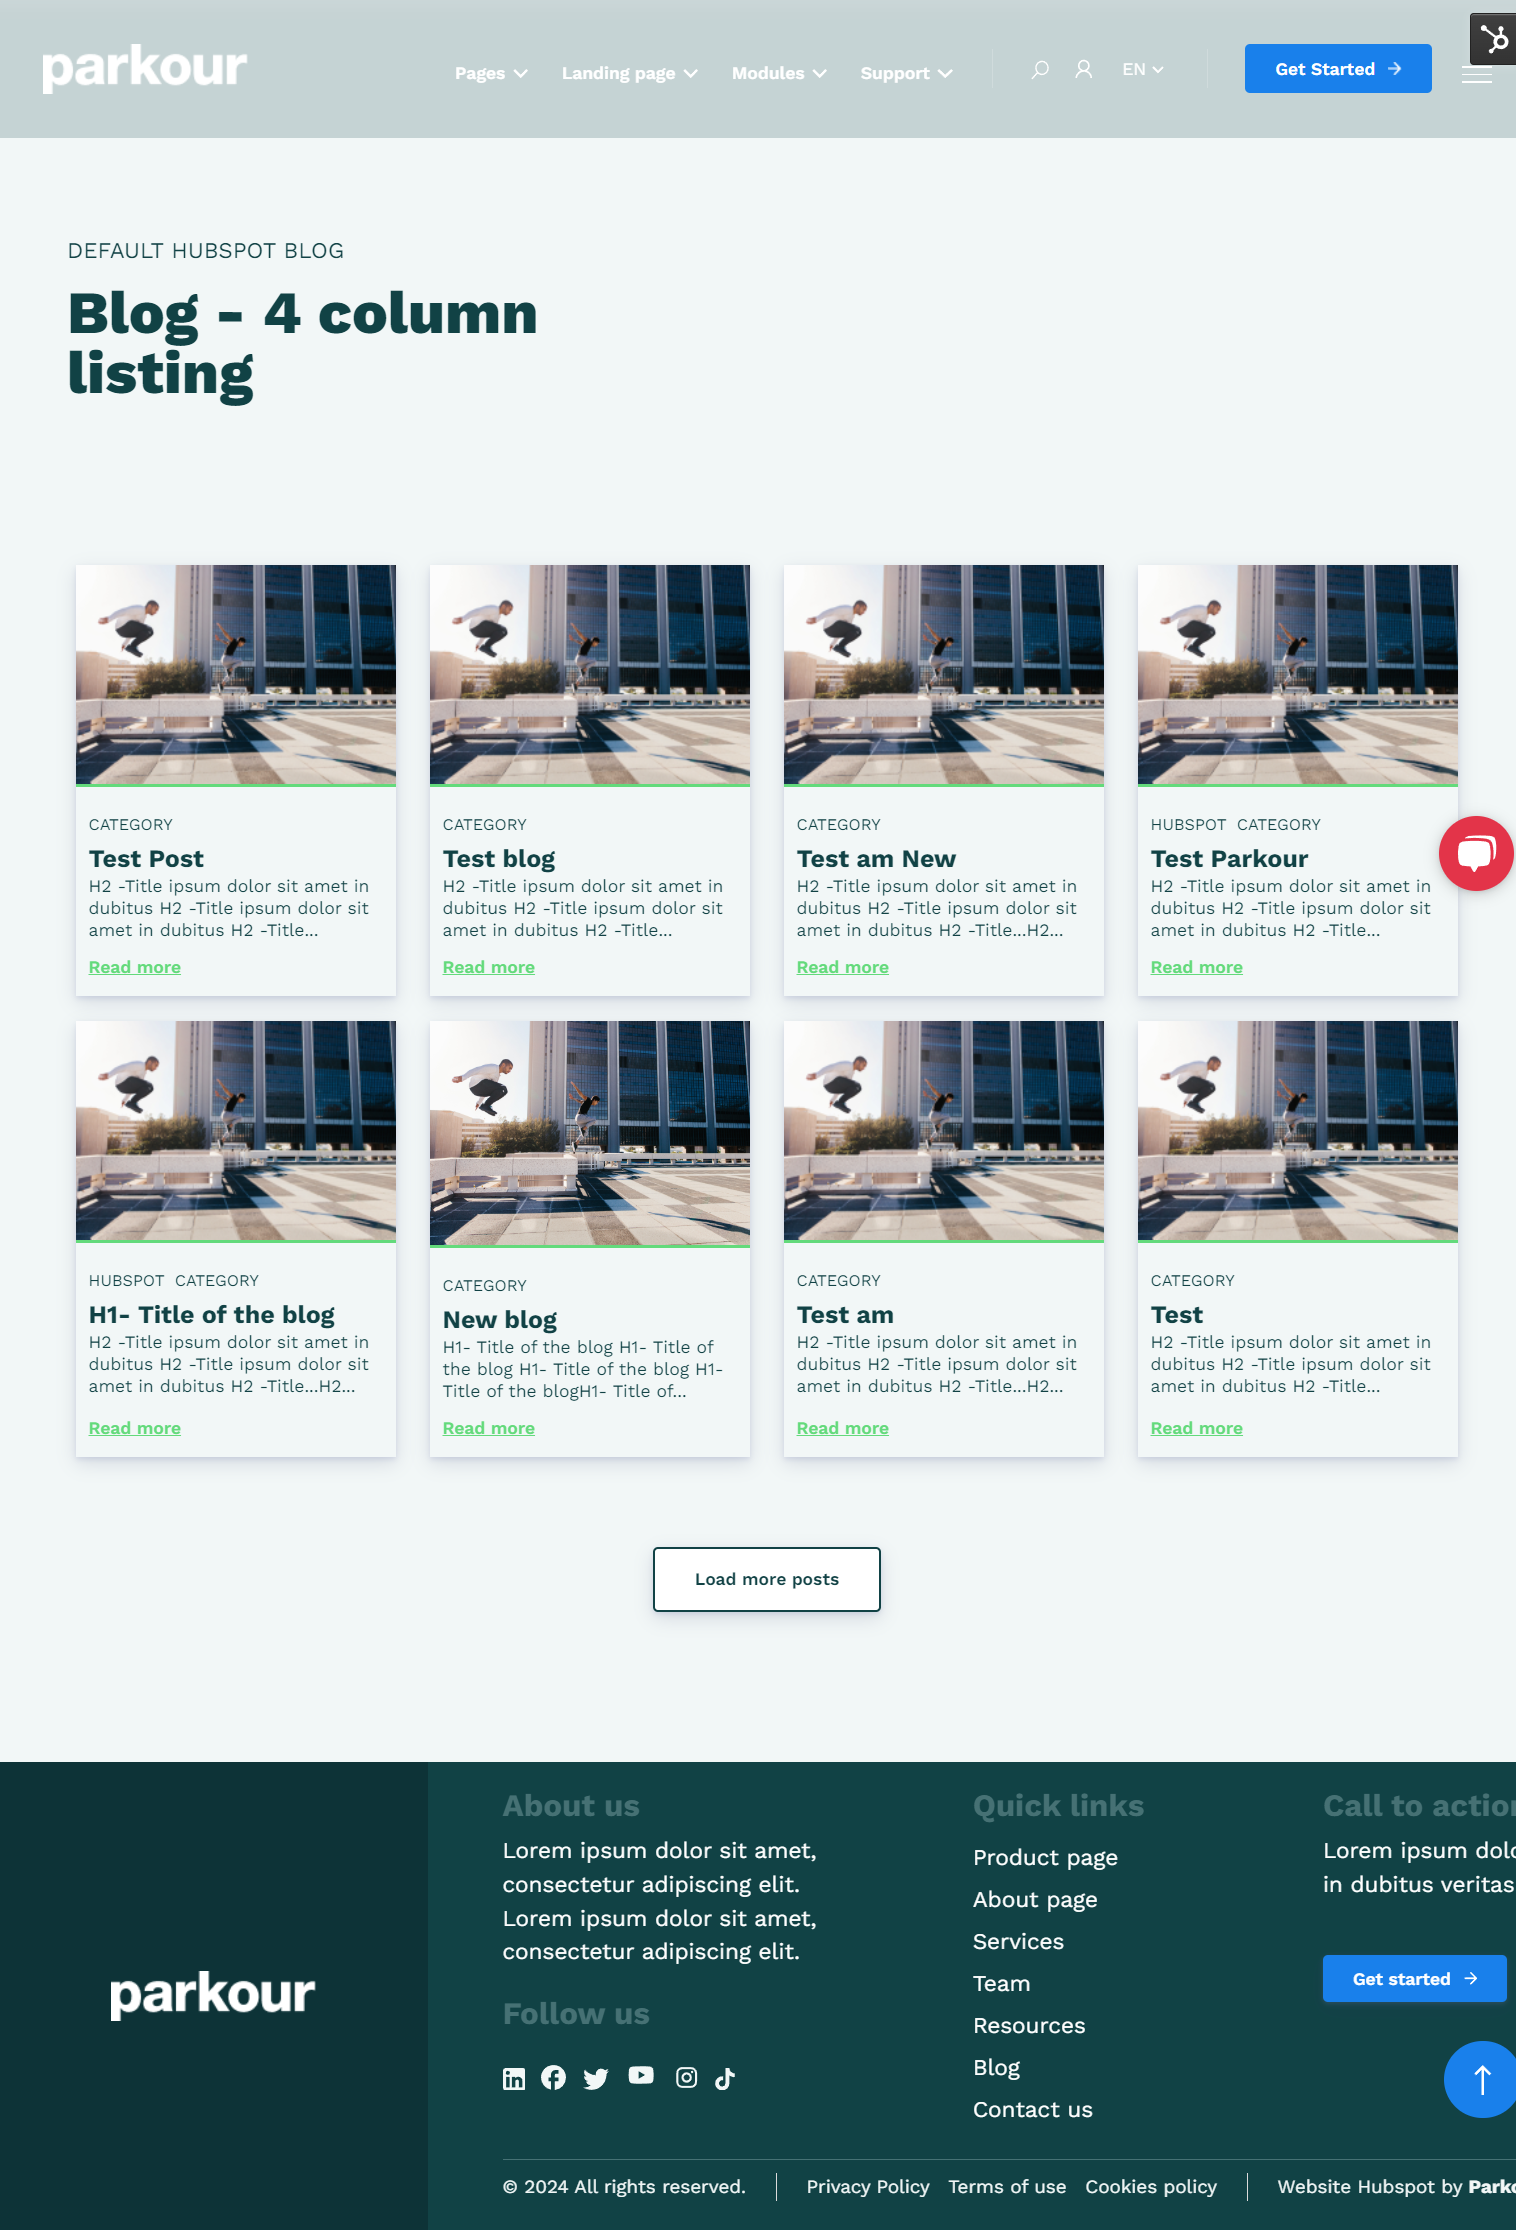 parkour
Pages
Landing page
Modules
Support
EN
Get Started
DEFAULT HUBSPOT BLOG
Blog - 4 column
listing
CATEGORY
Test Post
H2 -Title ipsum dolor sit amet in
dubitus H2 -Title ipsum dolor sit
amet in dubitus H2 -Title...
Read more
CATEGORY
Test blog
H2 -Title ipsum dolor sit amet in
dubitus H2 -Title ipsum dolor sit
amet in dubitus H2 -Title...
Read more
CATEGORY
Test am New
H2 -Title ipsum dolor sit amet in
dubitus H2 -Title ipsum dolor sit
amet in dubitus H2 -Title...H2...
Read more
HUBSPOT CATEGORY
Test Parkour
H2 -Title ipsum dolor sit amet in
dubitus H2 -Title ipsum dolor sit
amet in dubitus H2 -Title...
Read more
HUBSPOT CATEGORY
H1- Title of the blog
H2 -Title ipsum dolor sit amet in
dubitus H2 -Title ipsum dolor sit
amet in dubitus H2 -Title...H2...
Read more
CATEGORY
New blog
H1- Title of the blog H1- Title of
the blog H1- Title of the blog H1-
Title of the blogH1- Title of...
Read more
CATEGORY
Test am
H2 -Title ipsum dolor sit amet in
dubitus H2 -Title ipsum dolor sit
amet in dubitus H2 -Title...H2...
Read more
CATEGORY
Test
H2 -Title ipsum dolor sit amet in
dubitus H2 -Title ipsum dolor sit
amet in dubitus H2 -Title...
Read more
Load more posts
parkour
About us
Lorem ipsum dolor sit amet,
consectetur adipiscing elit.
Lorem ipsum dolor sit amet,
consectetur adipiscing elit.
Follow us
Quick links
Product page
About page
Services
Team
Resources
Blog
Contact us
Call to
Lorem ipsum
in dubitus veritas
Get started
© 2024 All rights reserved.
Privacy Policy Terms of use Cookies policy
Website Hubspot by